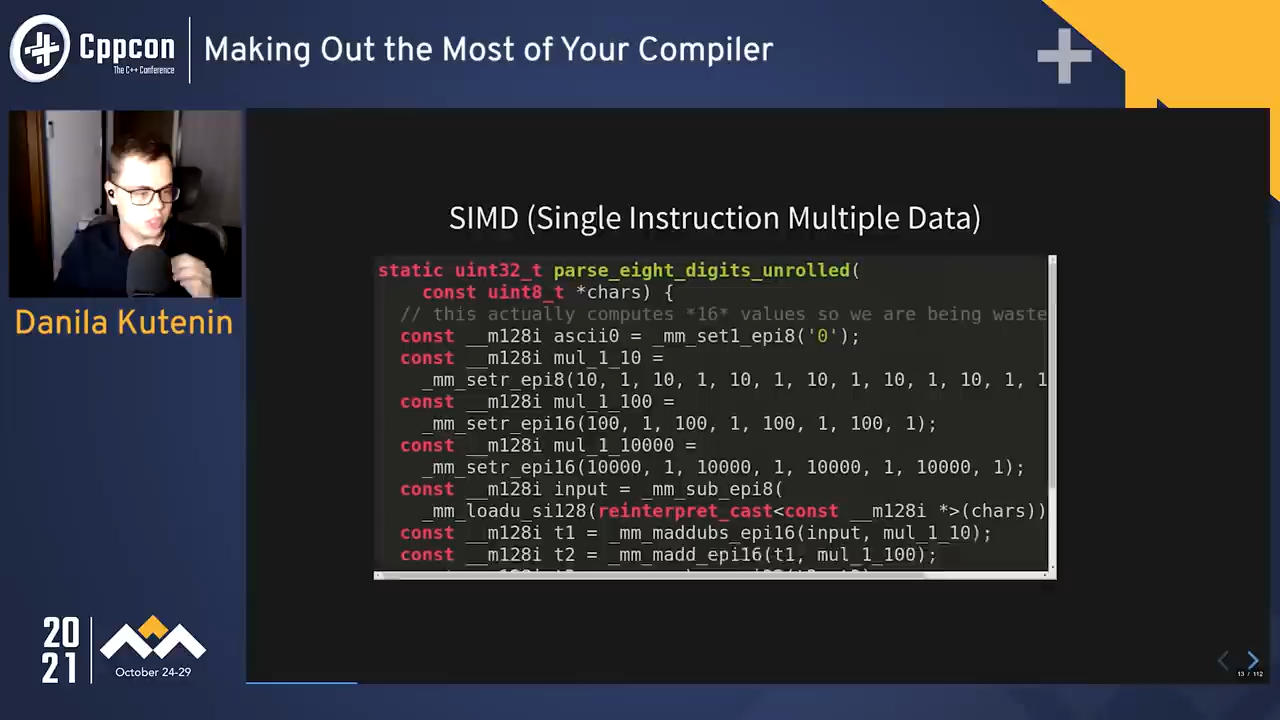 Cppcon
The C++ Conference
Making Out the Most of Your Compiler
Danila Kutenin
SIMD (Single Instruction Multiple Data)
static uint32_t parse_eight_digits_unrolled(
const uint8_t *chars) {
// this actually computes *16* values so we are being waste
const __m128i ascii0 = _mm_set1_epi8('0');
const __m128i mul_1_10 =
_mm_setr_epi8(10, 1, 10, 1, 10, 1, 10, 1, 10, 1, 10, 1, 1
const __m128i mul_1_100 =
_mm_setr_epi16(100, 1, 100, 1, 100, 1, 100, 1);
const __m128i mul_1_10000 =
_mm_setr_epi16(10000, 1, 10000, 1, 10000, 1, 10000, 1);
const __m128i input = _mm_sub_epi8(
_mm_loadu_si128(reinterpret_cast<const __m128i *>(chars))
const __m128i t1 = _mm_maddubs_epi16(input, mul_1_10);
const __m128i t2 = _mm_madd_epi16(t1, mul_1_100);
20
21
October 24-29
13 / 112